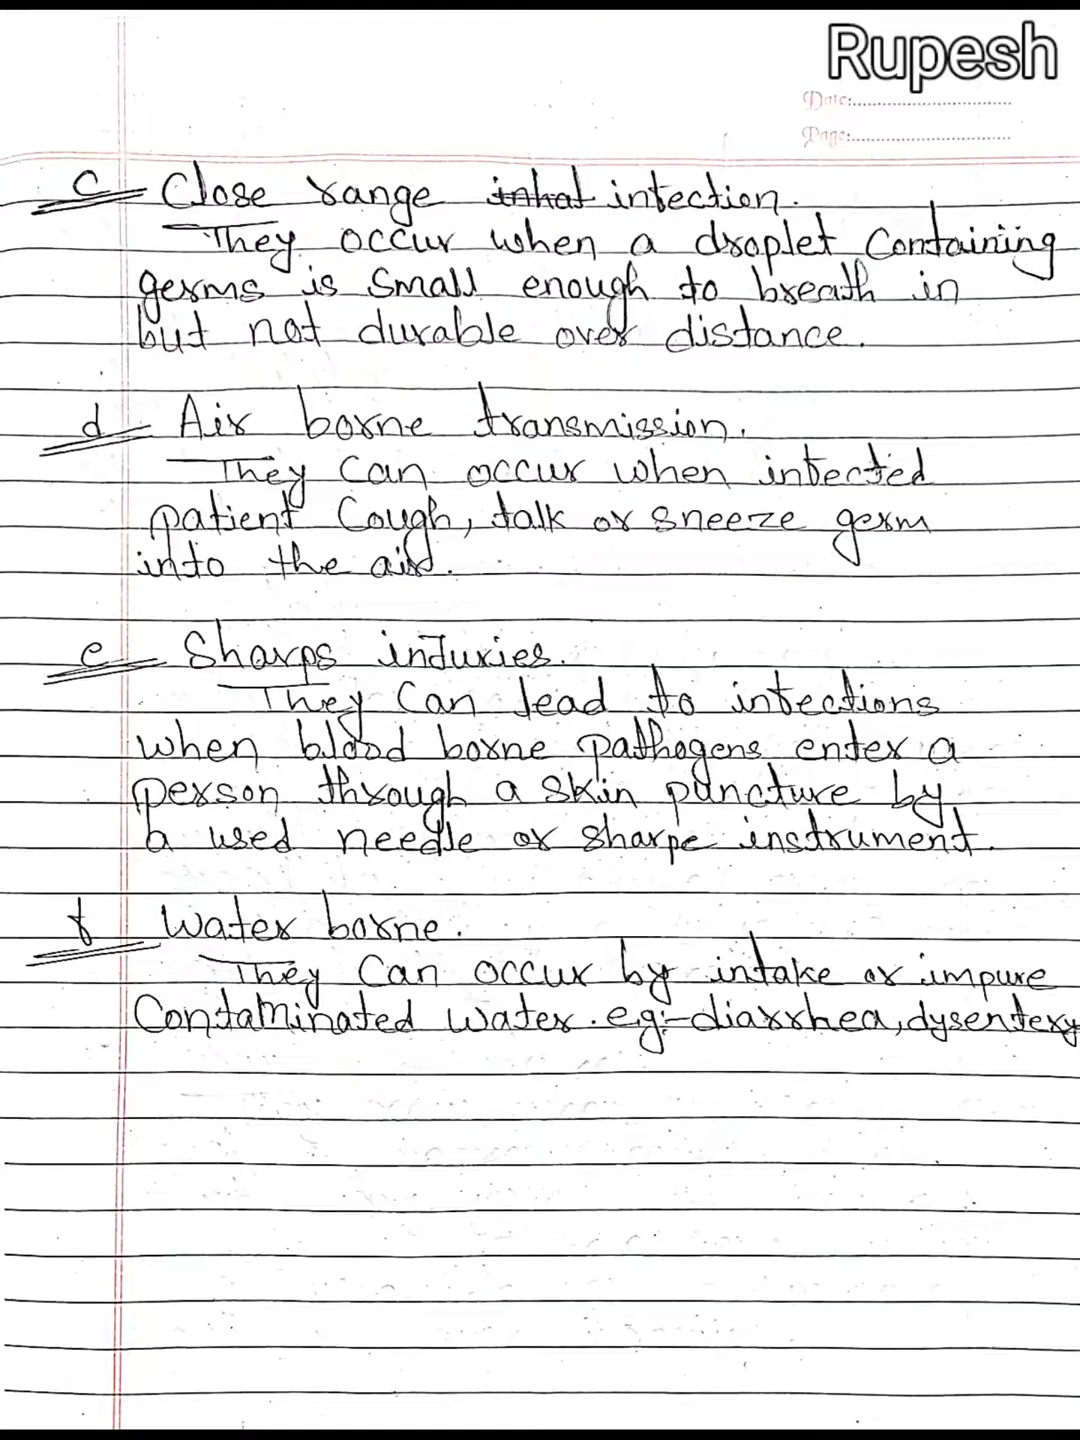 Rupesh
Date:
Page:
c Close range inhat infection.
They occur when a droplet containing
germs is small enough to breath in
but not durable over distance.
d Air borne transmission.
They can occur when infected
patient cough, talk or sneeze germ
into the air.
e Sharps injuries.
They can lead to infections
when blood borne pathogens enter a
person through a skin puncture by
a used needle or sharpe instrument.
f Water borne.
They can occur by intake or impure
contaminated water. e.g:- diarrhea, dysentery